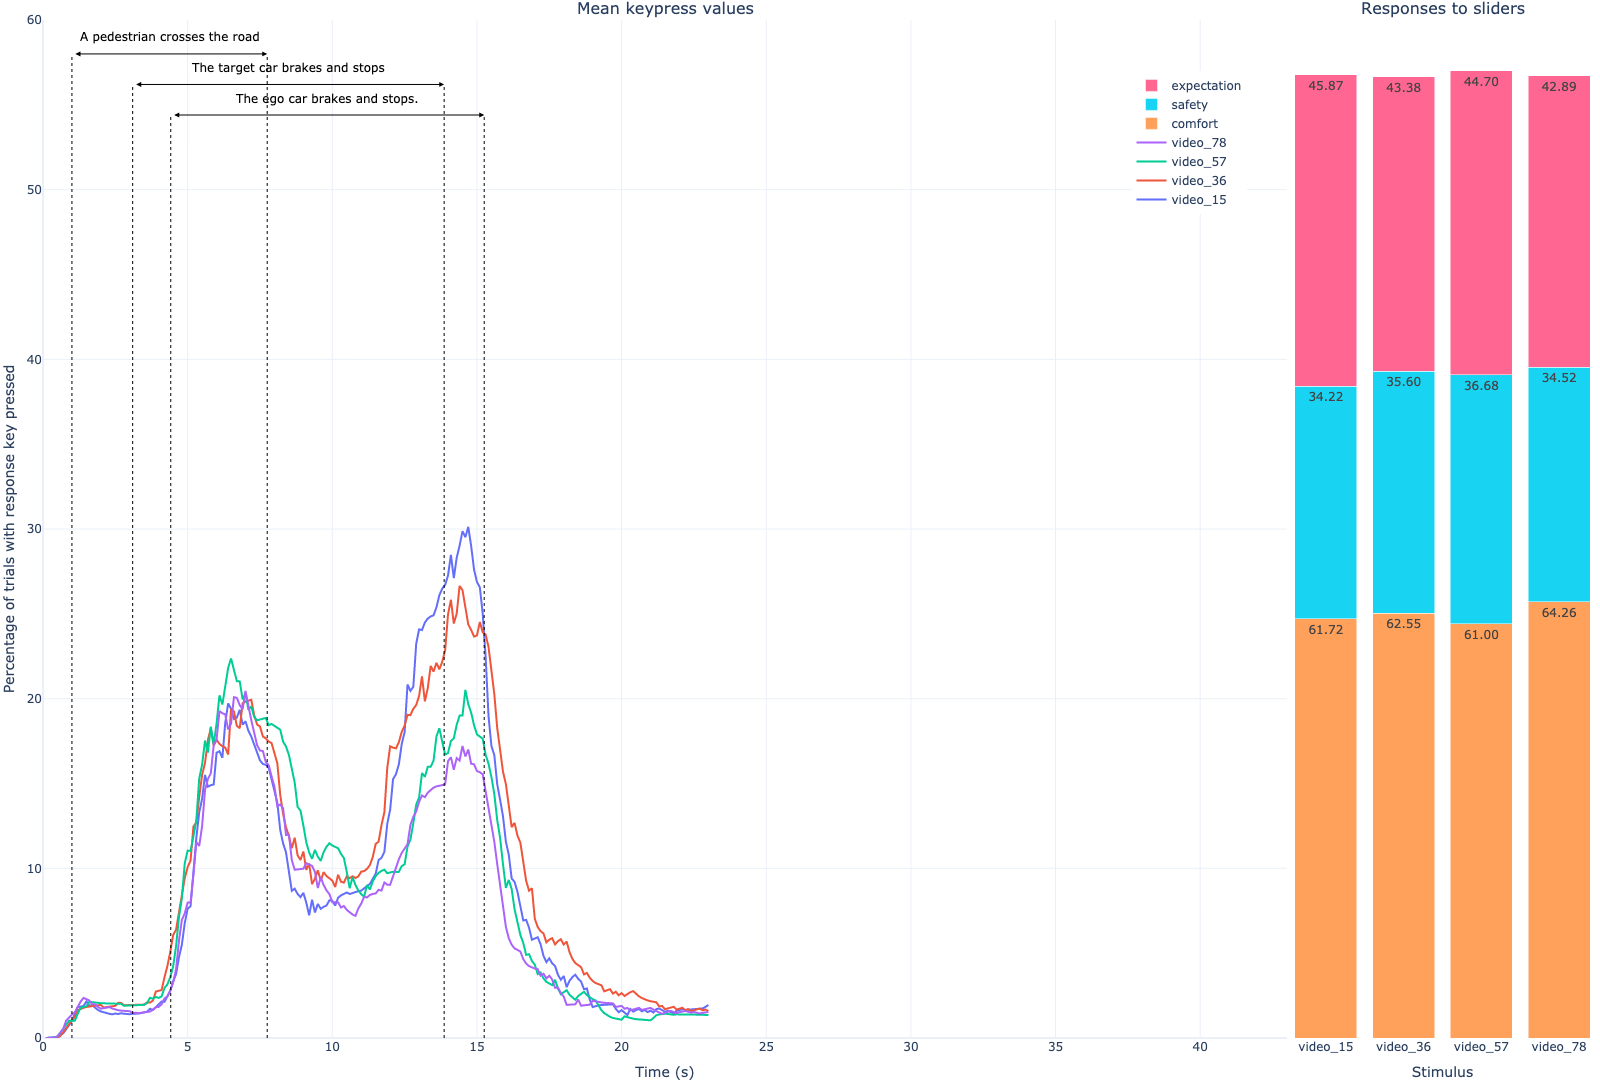 Mean keypress values
Responses to sliders
A pedestrian crosses the road
The target car brakes and stops
The ego car brakes and stops.
expectation
safety
comfort
video_78
video_57
video_36
video_15
Percentage of trials with response key pressed
60
50
40
30
20
10
0
0 5 10 15 20 25 30 35 40
Time (s)
45.87 43.38 44.70 42.89
34.22 35.60 36.68 34.52
61.72 62.55 61.00 64.26
video_15 video_36 video_57 video_78
Stimulus